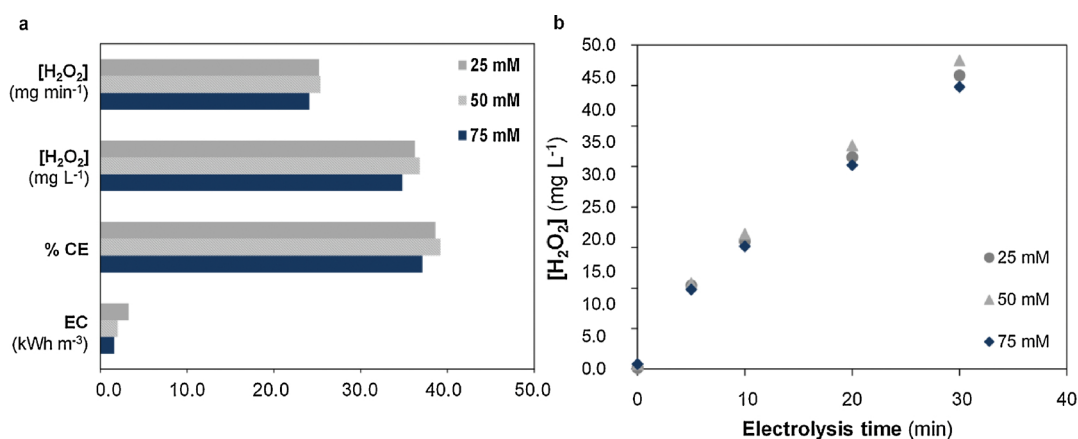 a
[H₂O₂]
(mg min⁻¹)
[H₂O₂]
(mg L⁻¹)
% CE
EC
(kWh m⁻³)
25 mM
50 mM
75 mM
0.0
10.0
20.0
30.0
40.0
50.0
b
50.0
45.0
40.0
35.0
30.0
25.0
20.0
15.0
10.0
5.0
0.0
[H₂O₂] (mg L⁻¹)
25 mM
50 mM
75 mM
0
10
20
30
40
Electrolysis time (min)